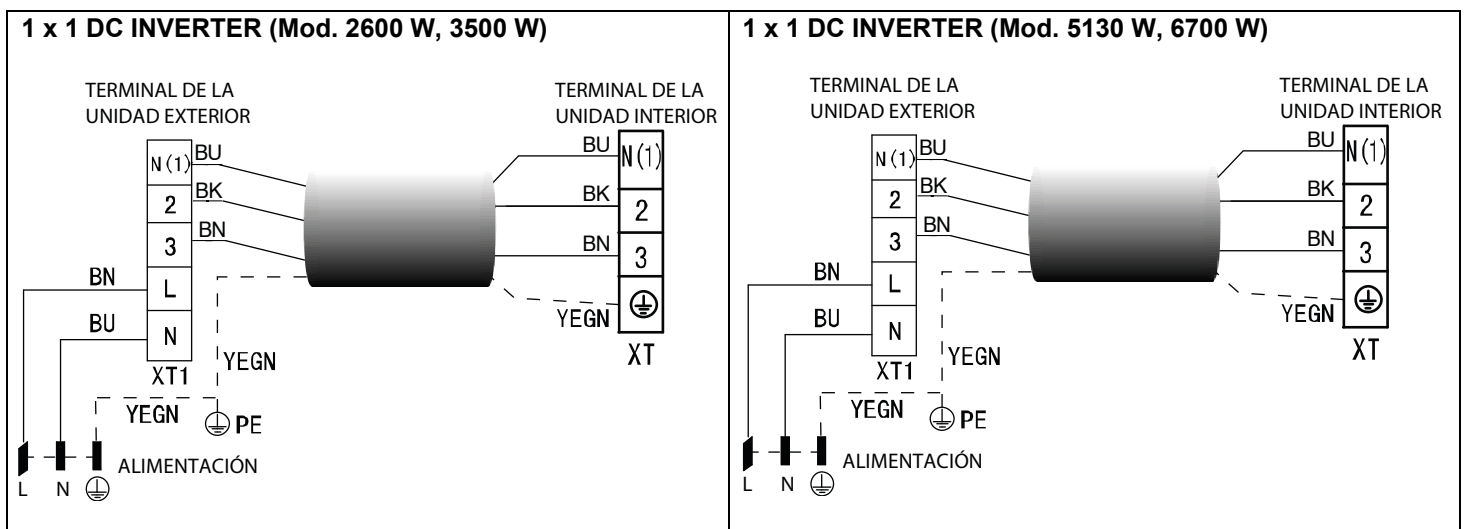 1 x 1 DC INVERTER (Mod. 2600 W, 3500 W)
TERMINAL DE LA
UNIDAD EXTERIOR
TERMINAL DE LA
UNIDAD INTERIOR
N(1) BU
BU N(1)
2 BK
BK 2
3 BN
BN 3
BN L
BU N
YEGN
XT
XT1
YEGN
YEGN
PE
ALIMENTACIÓN
L N
1 x 1 DC INVERTER (Mod. 5130 W, 6700 W)
TERMINAL DE LA
UNIDAD EXTERIOR
TERMINAL DE LA
UNIDAD INTERIOR
N(1) BU
BU N(1)
2 BK
BK 2
3 BN
BN 3
BN L
BU N
YEGN
XT
XT1
YEGN
YEGN
PE
ALIMENTACIÓN
L N